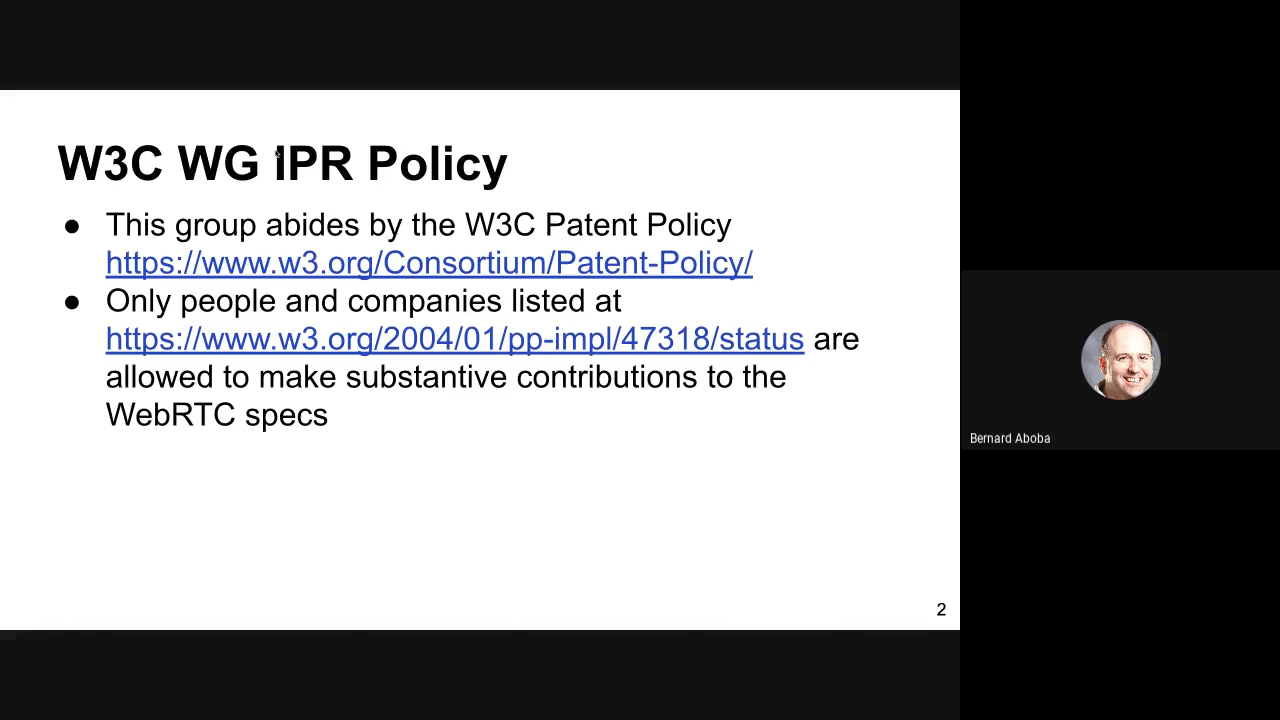 W3C WG IPR Policy
● This group abides by the W3C Patent Policy
https://www.w3.org/Consortium/Patent-Policy/
● Only people and companies listed at
https://www.w3.org/2004/01/pp-impl/47318/status are
allowed to make substantive contributions to the
WebRTC specs
2
Bernard Aboba